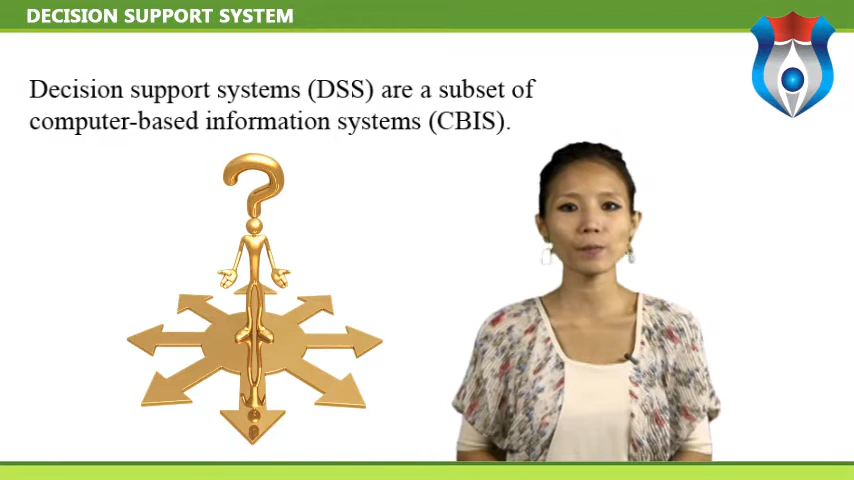 DECISION SUPPORT SYSTEM
Decision support systems (DSS) are a subset of
computer-based information systems (CBIS).